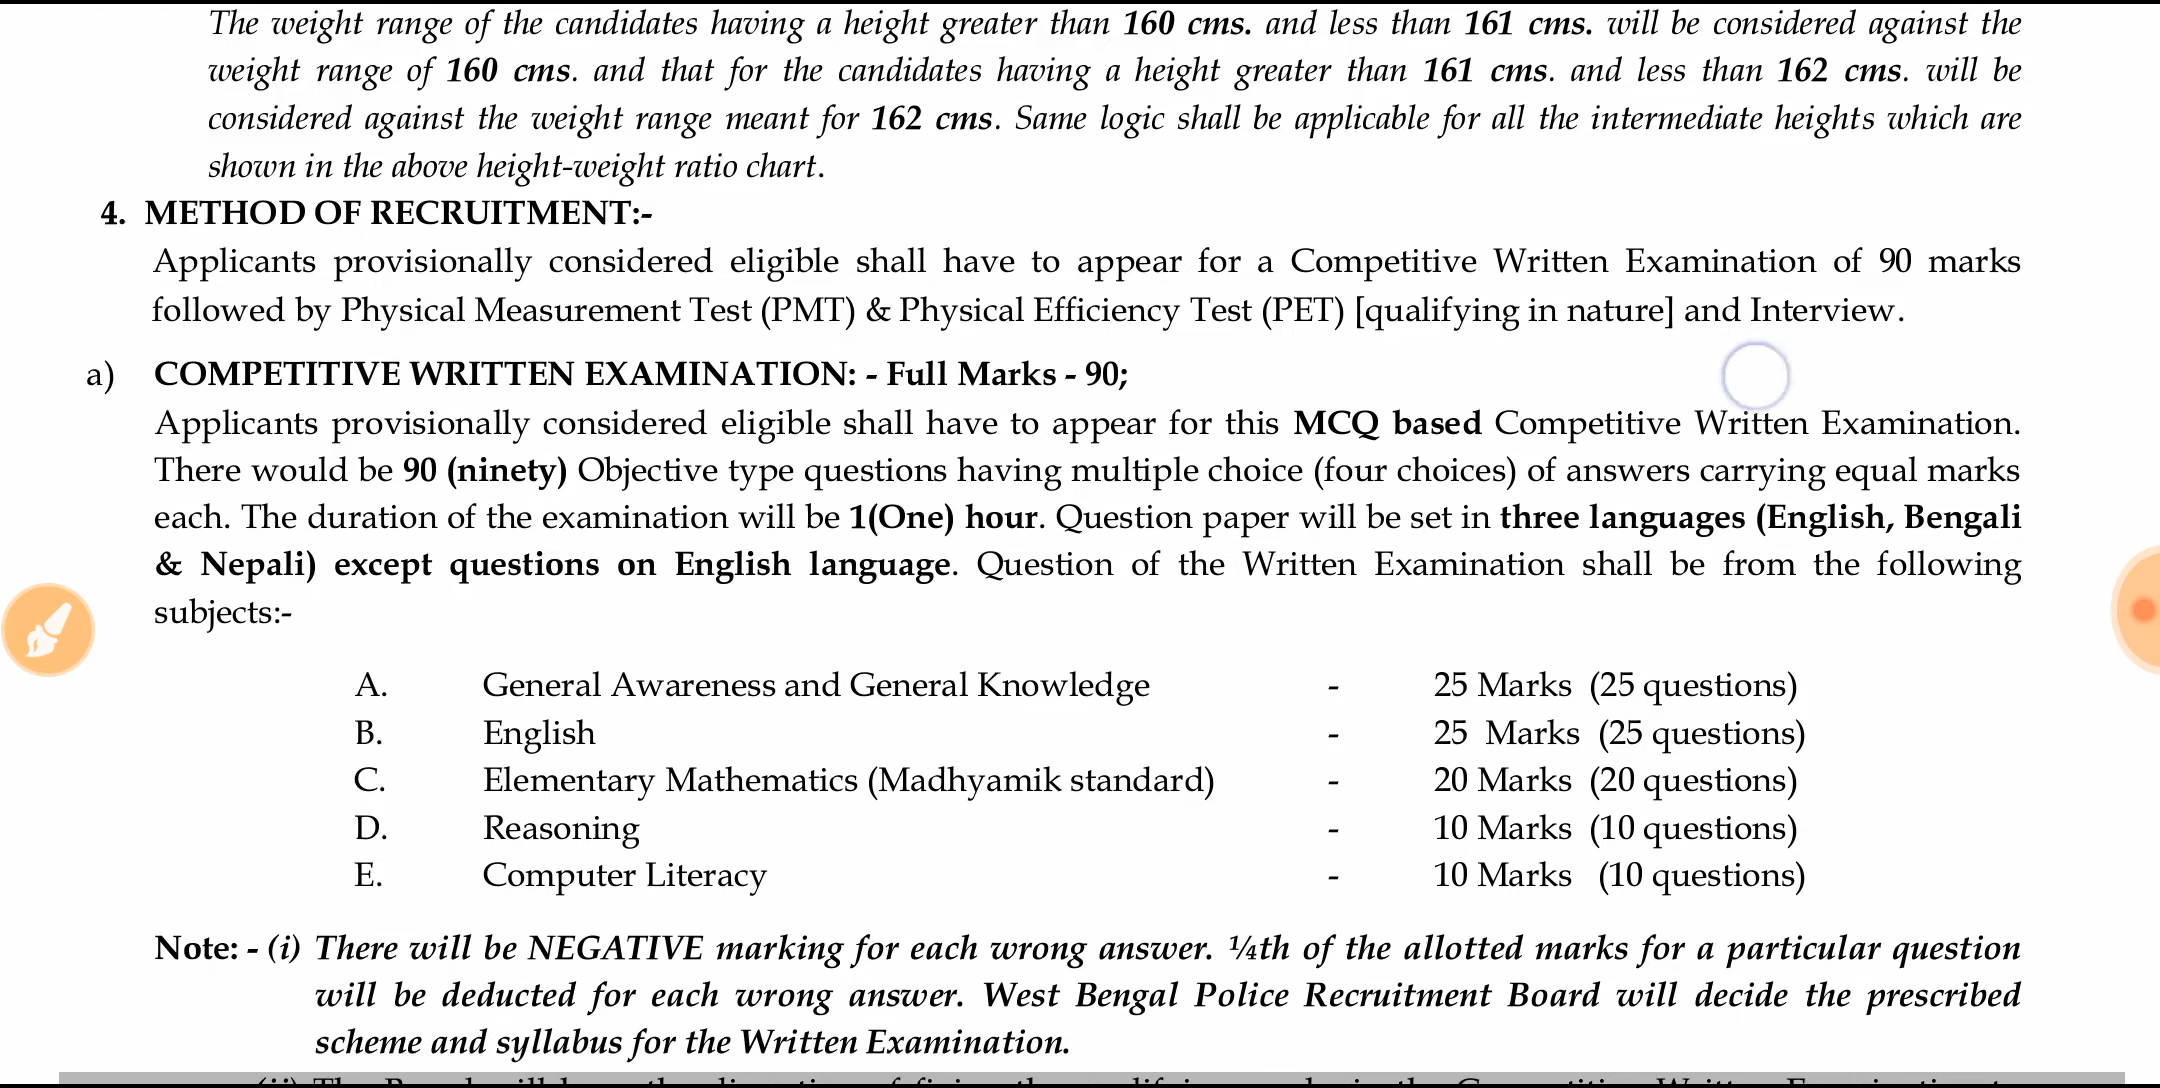 The weight range of the candidates having a height greater than 160 cms. and less than 161 cms. will be considered against the
weight range of 160 cms. and that for the candidates having a height greater than 161 cms. and less than 162 cms. will be
considered against the weight range meant for 162 cms. Same logic shall be applicable for all the intermediate heights which are
shown in the above height-weight ratio chart.
4. METHOD OF RECRUITMENT:-
Applicants provisionally considered eligible shall have to appear for a Competitive Written Examination of 90 marks
followed by Physical Measurement Test (PMT) & Physical Efficiency Test (PET) [qualifying in nature] and Interview.
a) COMPETITIVE WRITTEN EXAMINATION: - Full Marks - 90;
Applicants provisionally considered eligible shall have to appear for this MCQ based Competitive Written Examination.
There would be 90 (ninety) Objective type questions having multiple choice (four choices) of answers carrying equal marks
each. The duration of the examination will be 1(One) hour. Question paper will be set in three languages (English, Bengali
& Nepali) except questions on English language. Question of the Written Examination shall be from the following
subjects:-
A. General Awareness and General Knowledge - 25 Marks (25 questions)
B. English - 25 Marks (25 questions)
C. Elementary Mathematics (Madhyamik standard) - 20 Marks (20 questions)
D. Reasoning - 10 Marks (10 questions)
E. Computer Literacy - 10 Marks (10 questions)
Note: - (i) There will be NEGATIVE marking for each wrong answer. ¼th of the allotted marks for a particular question
will be deducted for each wrong answer. West Bengal Police Recruitment Board will decide the prescribed
scheme and syllabus for the Written Examination.